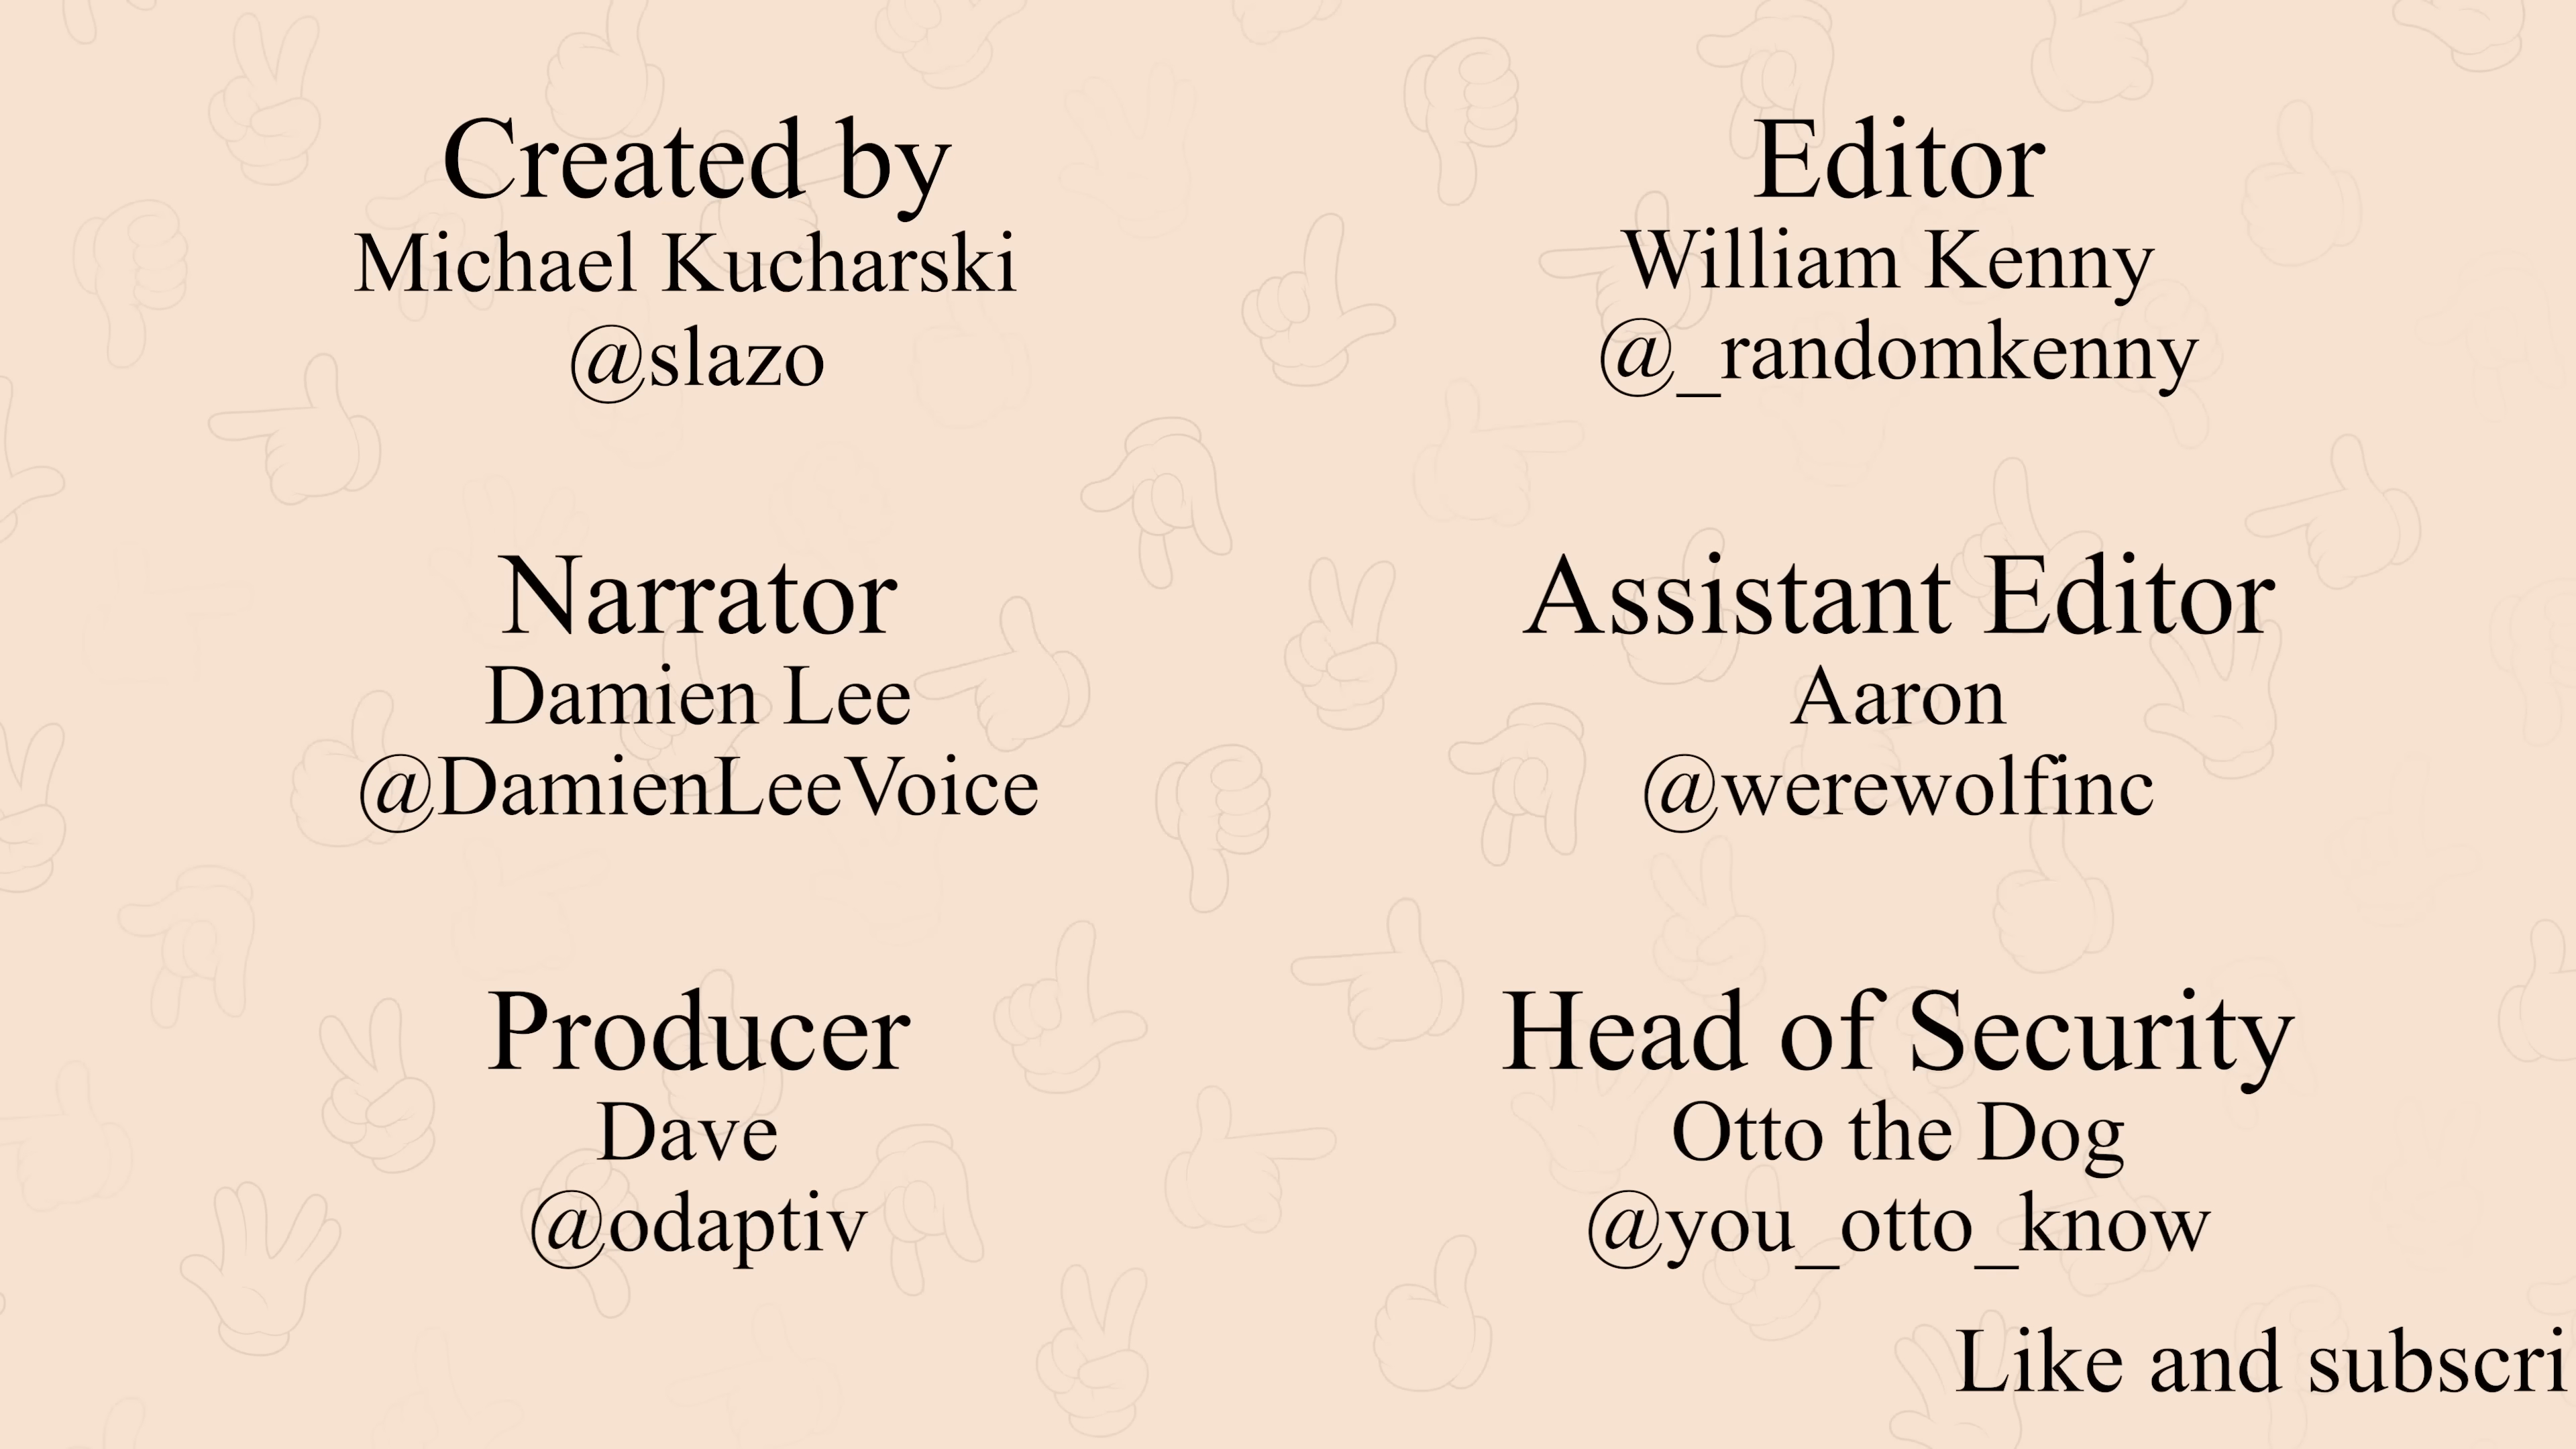 Created by
Michael Kucharski
@slazo
Editor
William Kenny
@_randomkenny
Narrator
Damien Lee
@DamienLeeVoice
Assistant Editor
Aaron
@werewolfinc
Producer
Dave
@odaptiv
Head of Security
Otto the Dog
@you_otto_know
Like and subscri